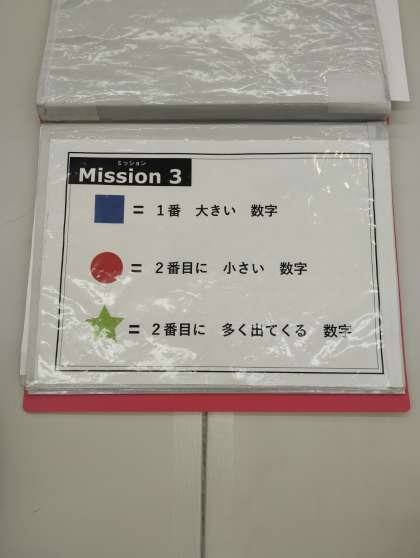 ミッション
Mission 3
= 1番 大きい 数字
= 2番目に 小さい 数字
= 2番目に 多く出てくる 数字